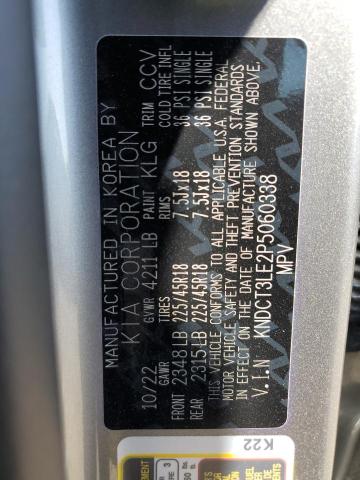 MANUFACTURED IN KOREA BY
KIA CORPORATION
10/22 GVWR 4211 LB PAINT KLG TRIM CCV
GAWR TIRES RIMS COLD TIRE INFL
FRONT 2348 LB 225/45R18 7.5JX18 36 PSI SINGLE
REAR 2315 LB 225/45R18 7.5JX18 36 PSI SINGLE
THIS VEHICLE CONFORMS TO ALL APPLICABLE U.S.A. FEDERAL
MOTOR VEHICLE SAFETY AND THEFT PREVENTION STANDARDS
IN EFFECT ON THE DATE OF MANUFACTURE SHOWN ABOVE.
V.I.N KNDCT3LE2P5060338
MPV
K22
3